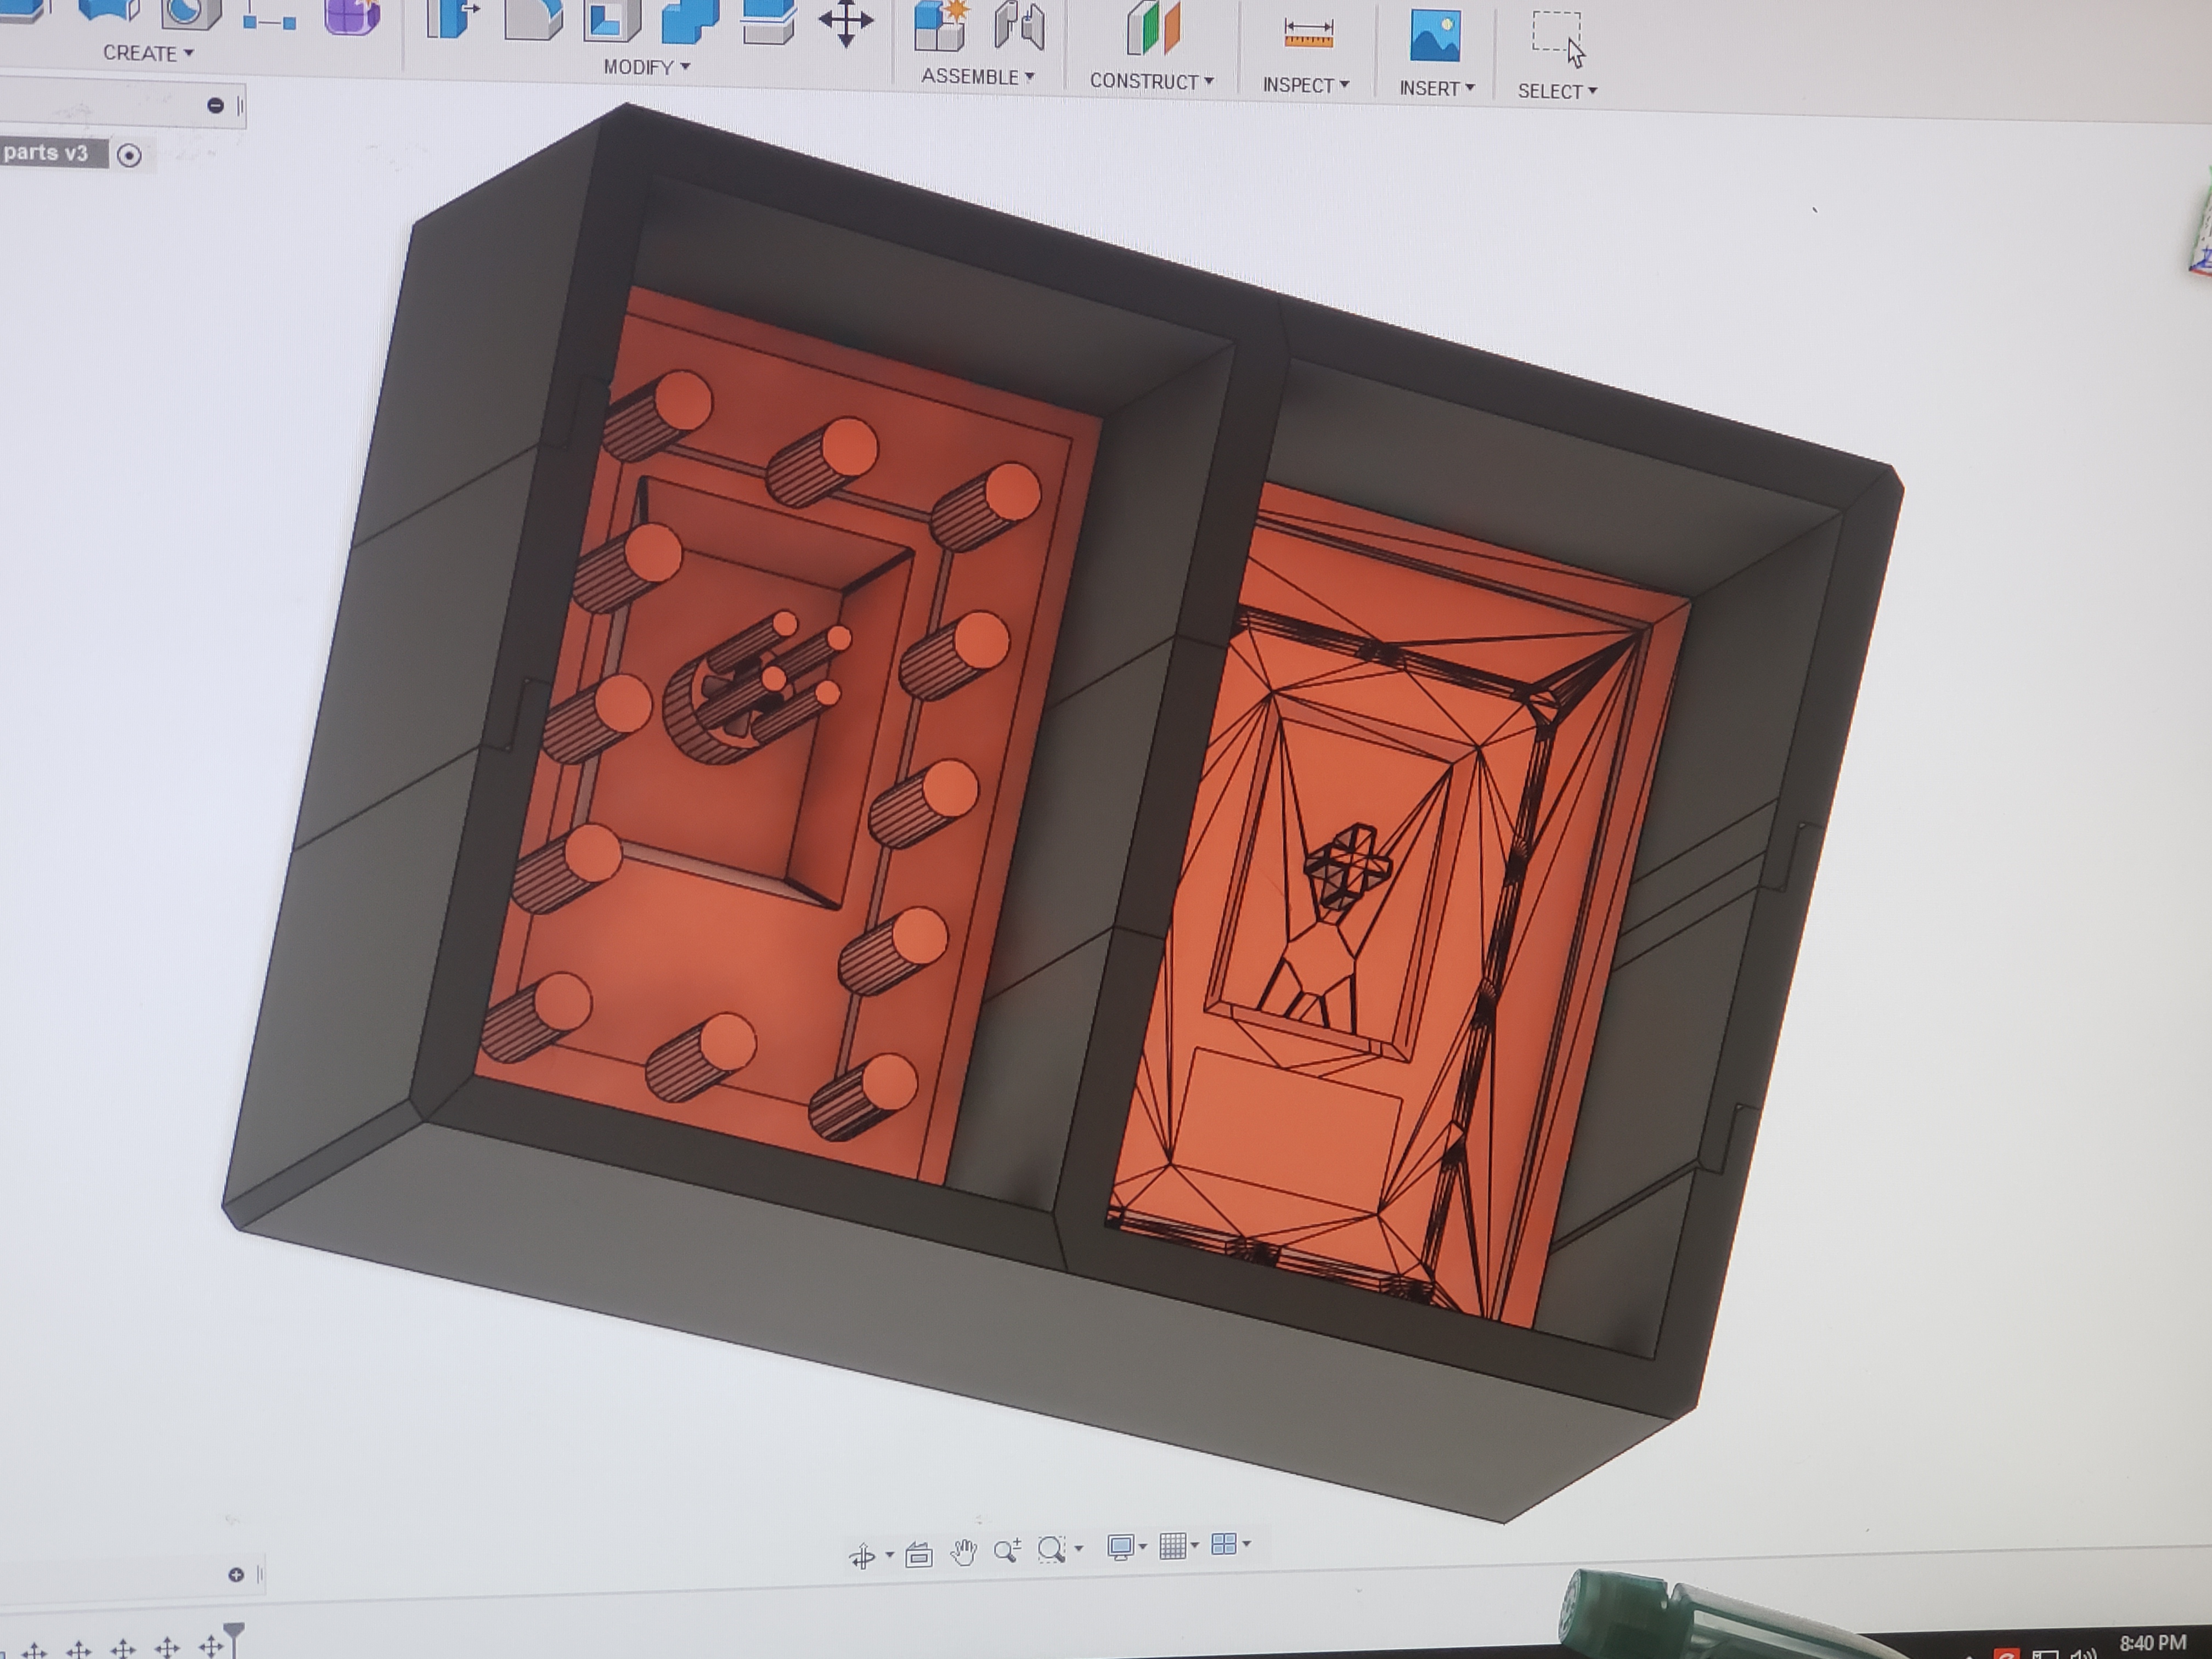 CREATE
MODIFY
ASSEMBLE
CONSTRUCT
INSPECT
INSERT
SELECT
parts v3
8:40 PM